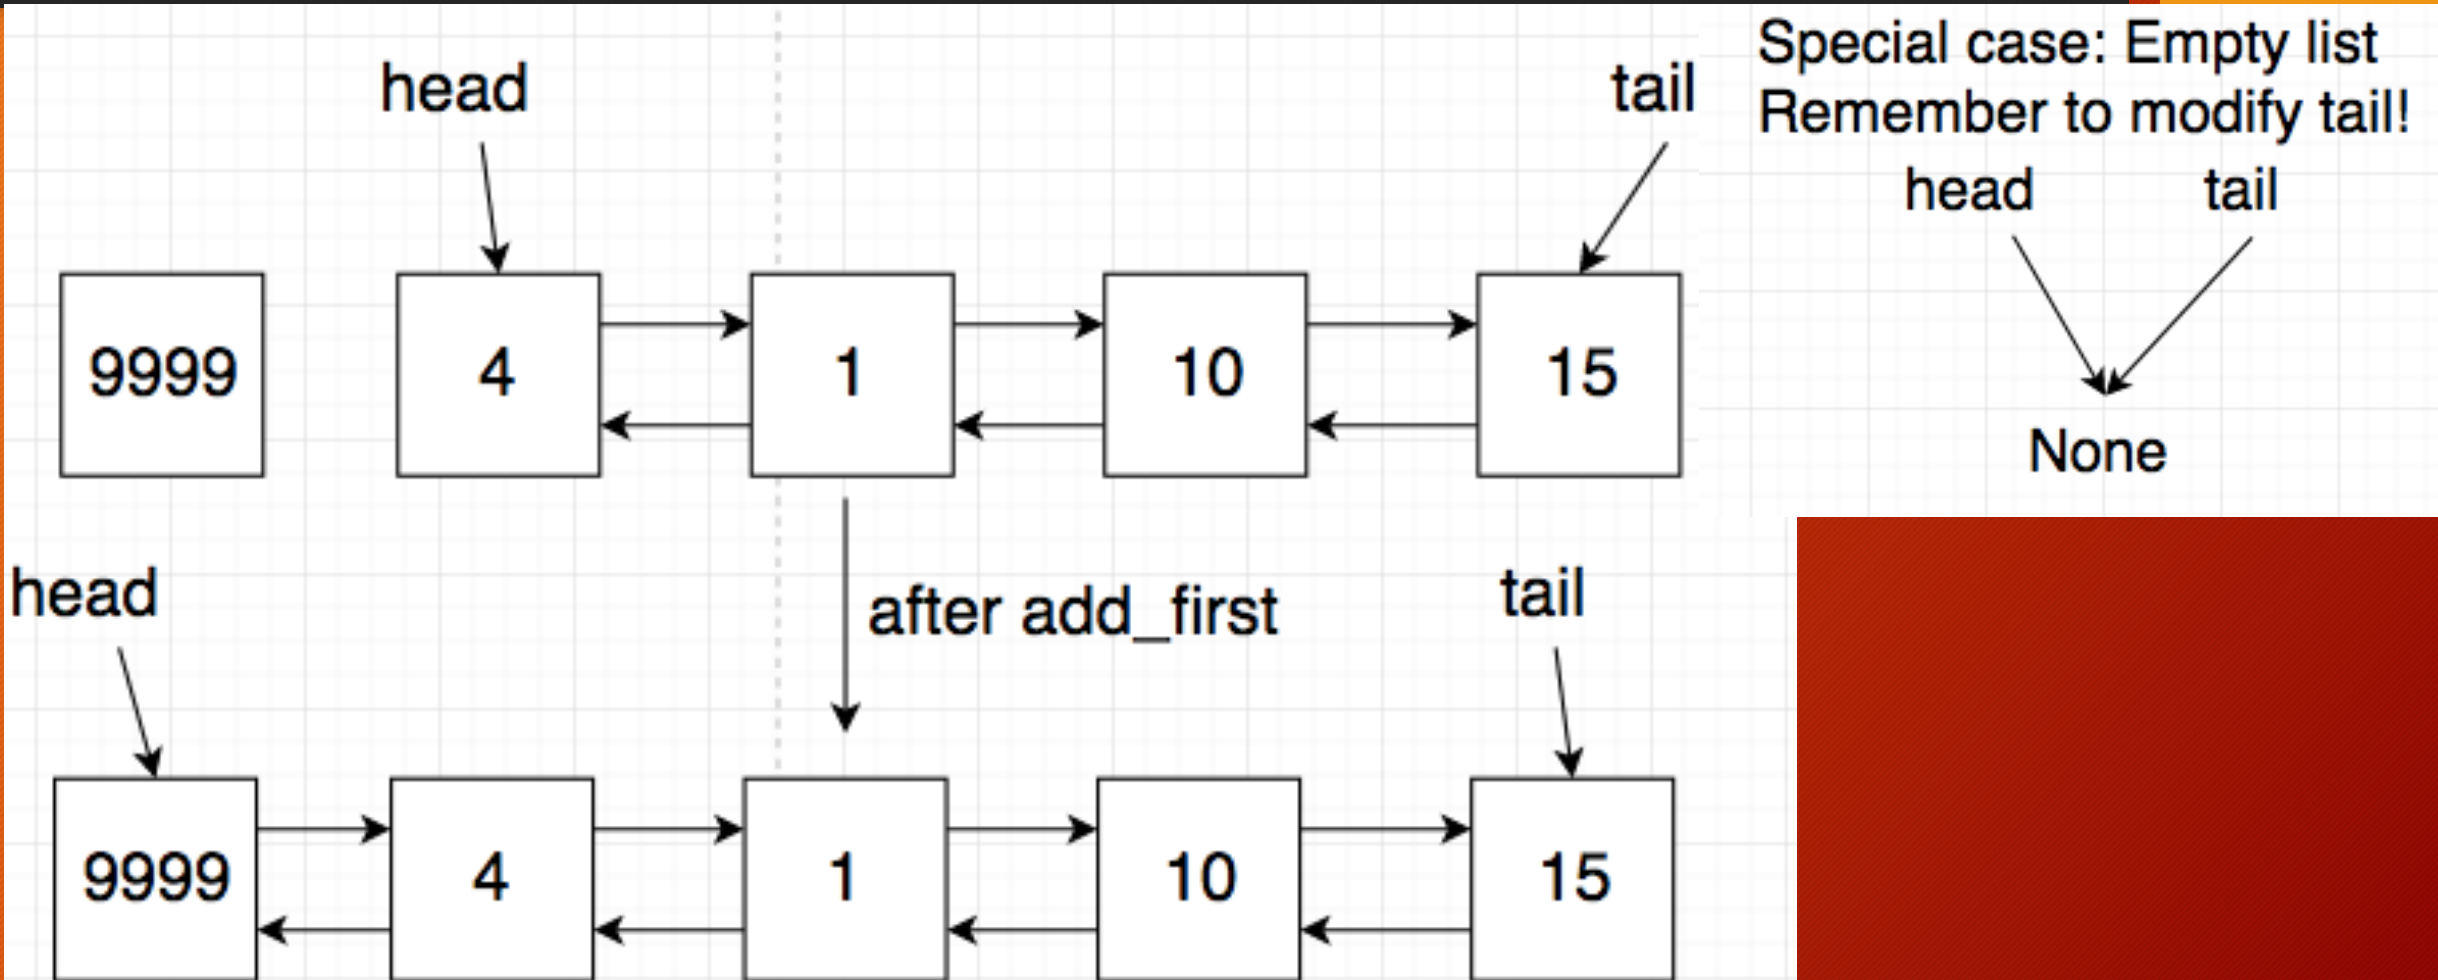 head
tail
Special case: Empty list
Remember to modify tail!
head
tail
None
9999
4
1
10
15
after add_first
head
tail
9999
4
1
10
15